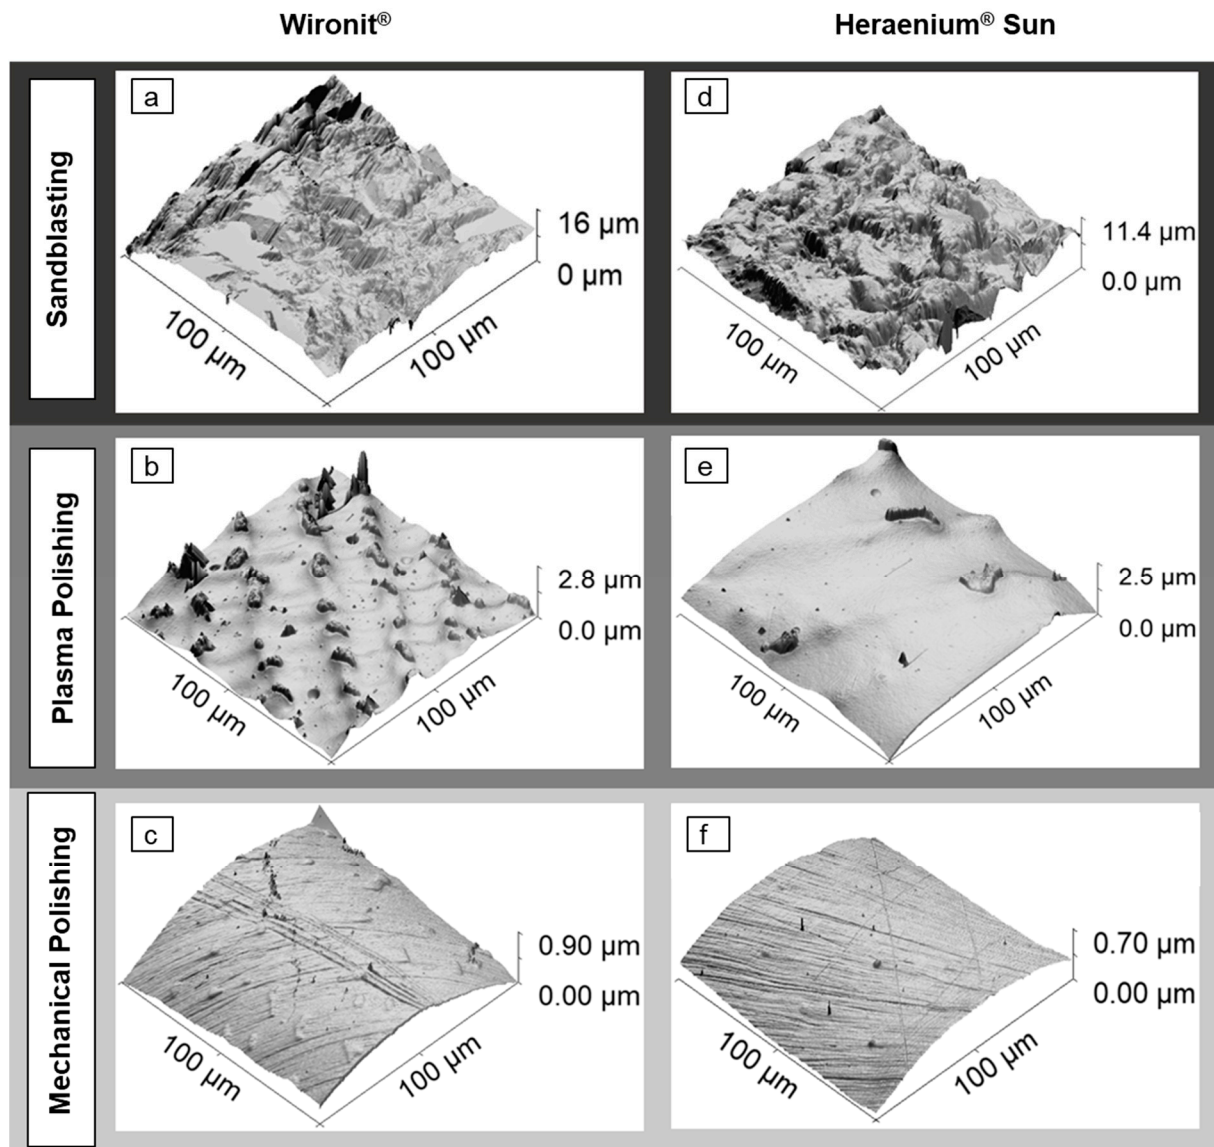 Wironit®
Heraenium® Sun
Sandblasting
a
16 µm
0 µm
100 µm
100 µm
d
11.4 µm
0.0 µm
100 µm
100 µm
Plasma Polishing
b
2.8 µm
0.0 µm
100 µm
100 µm
e
2.5 µm
0.0 µm
100 µm
100 µm
Mechanical Polishing
c
0.90 µm
0.00 µm
100 µm
100 µm
f
0.70 µm
0.00 µm
100 µm
100 µm